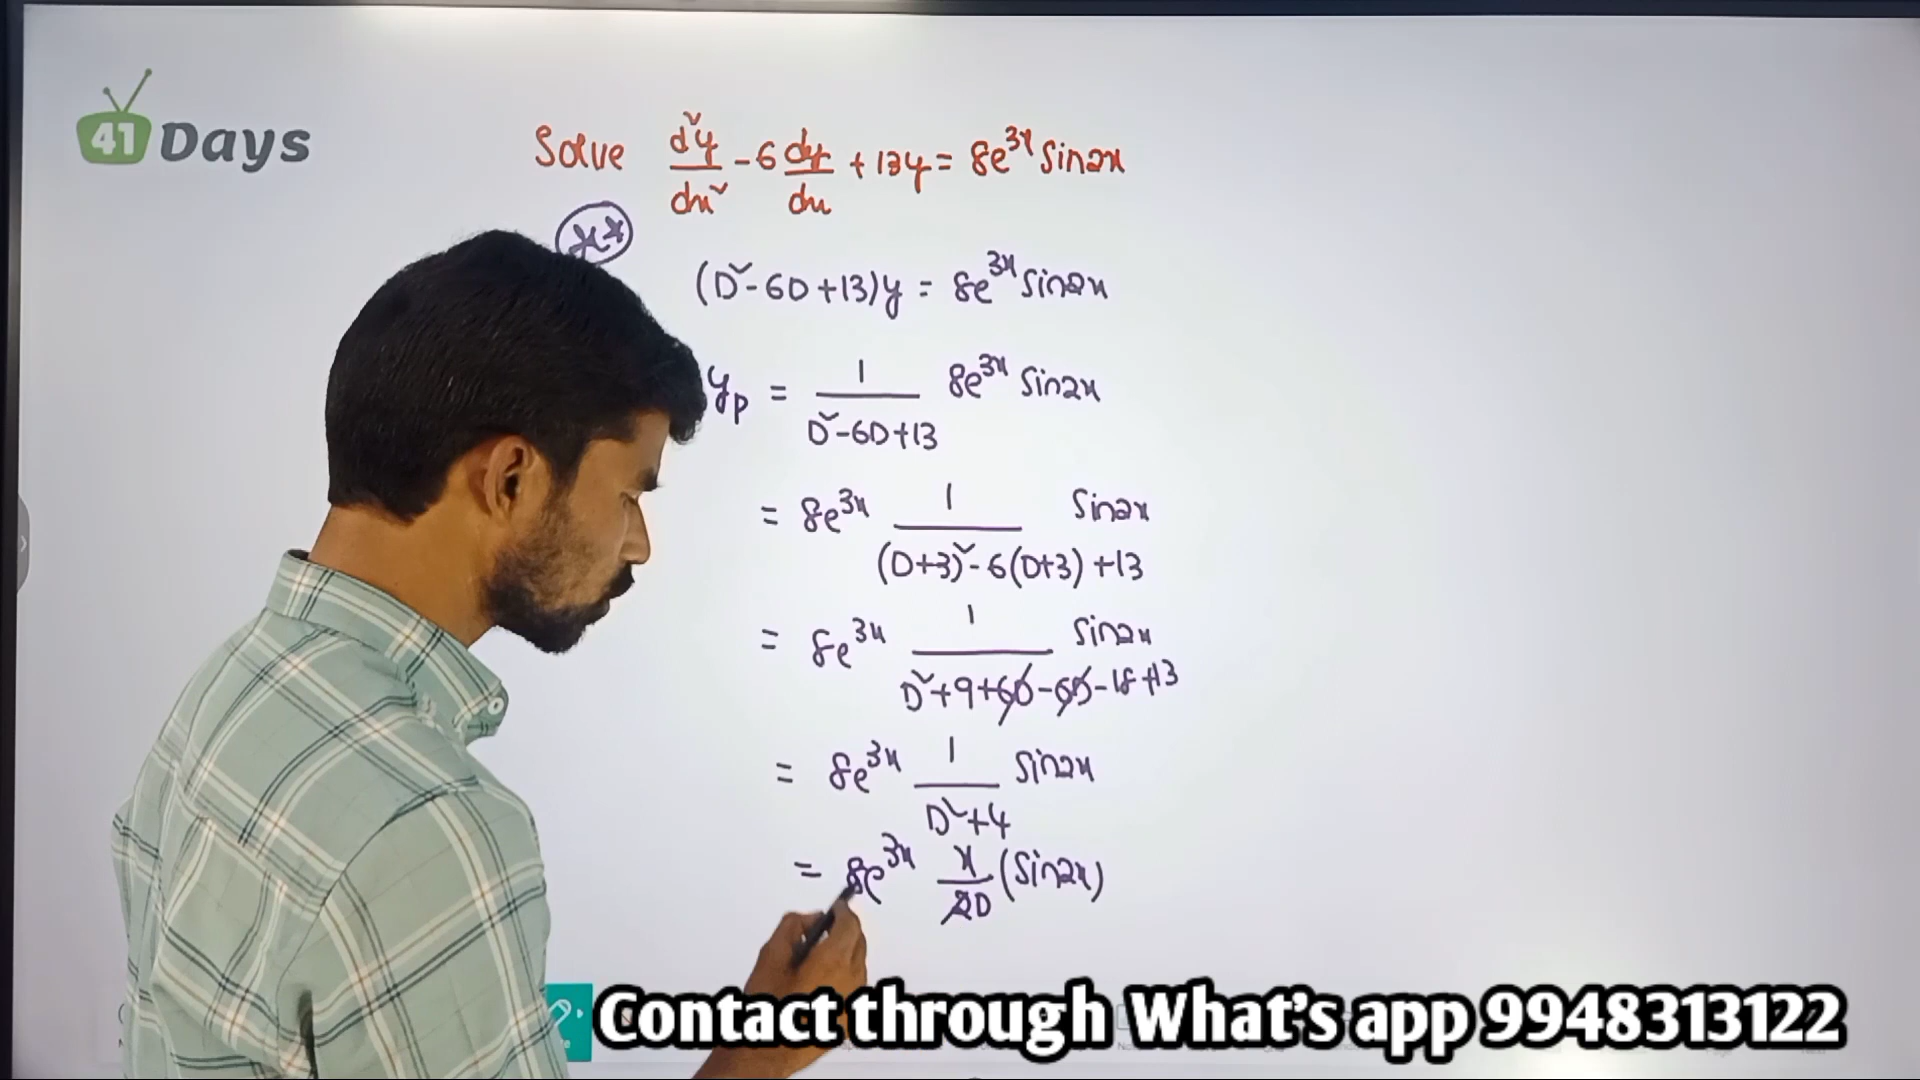 41 Days
Solve d²y/dx² - 6 dy/dx + 13y = 8e^3x Sin2x
**
(D² - 6D + 13)y = 8e^3x Sin2x
yp = 1/(D² - 6D + 13) 8e^3x Sin2x
= 8e^3x 1/((D+3)² - 6(D+3) + 13) Sin2x
= 8e^3x 1/(D² + 9 + 6D - 6D - 18 + 13) Sin2x
= 8e^3x 1/(D² + 4) Sin2x
= 8e^3x x/2D (Sin2x)
Contact through What's app 9948313122